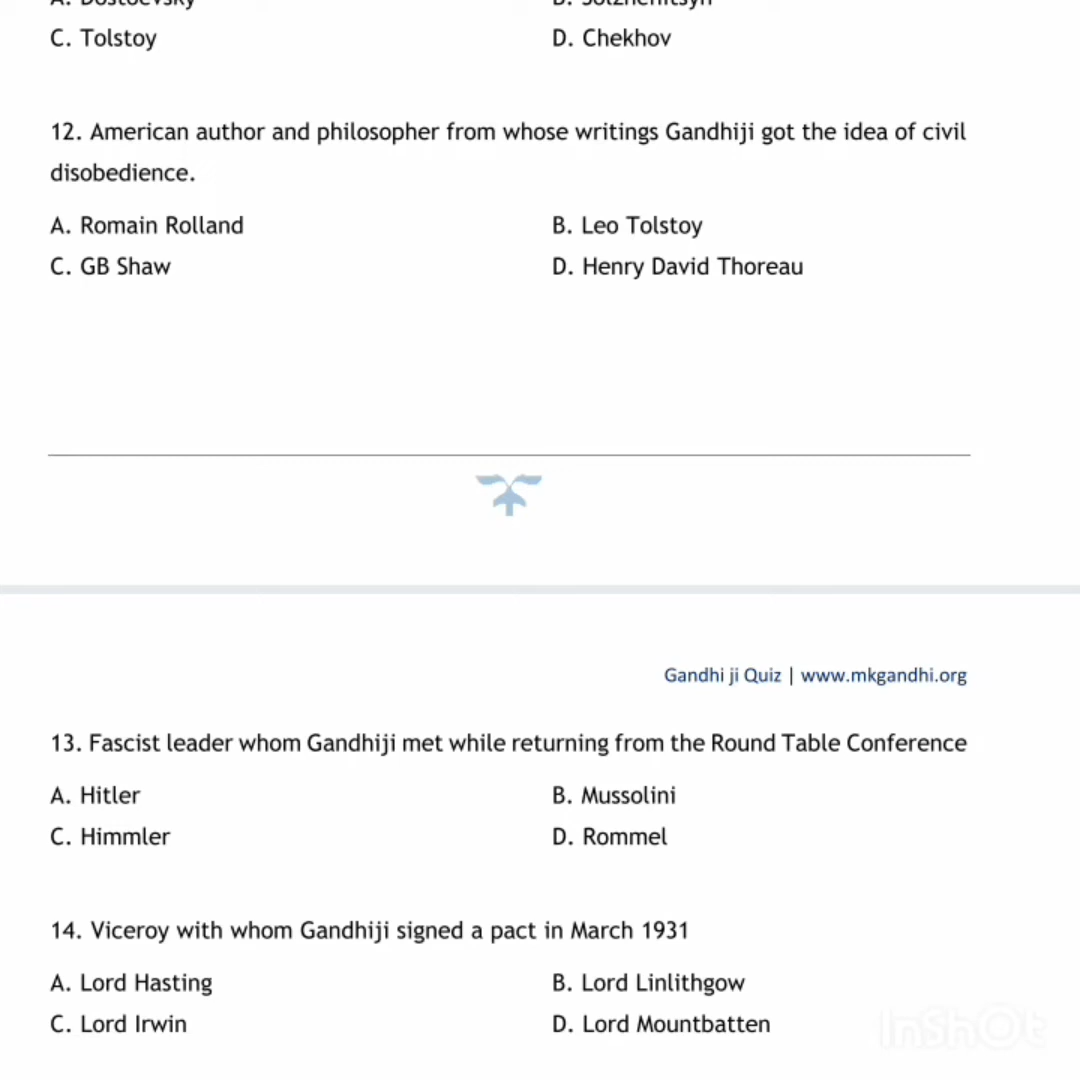 A. Dostoevsky B. Solzhenitsyn
C. Tolstoy D. Chekhov
12. American author and philosopher from whose writings Gandhiji got the idea of civil
disobedience.
A. Romain Rolland B. Leo Tolstoy
C. GB Shaw D. Henry David Thoreau
Gandhi ji Quiz | www.mkgandhi.org
13. Fascist leader whom Gandhiji met while returning from the Round Table Conference
A. Hitler B. Mussolini
C. Himmler D. Rommel
14. Viceroy with whom Gandhiji signed a pact in March 1931
A. Lord Hasting B. Lord Linlithgow
C. Lord Irwin D. Lord Mountbatten
InShOt